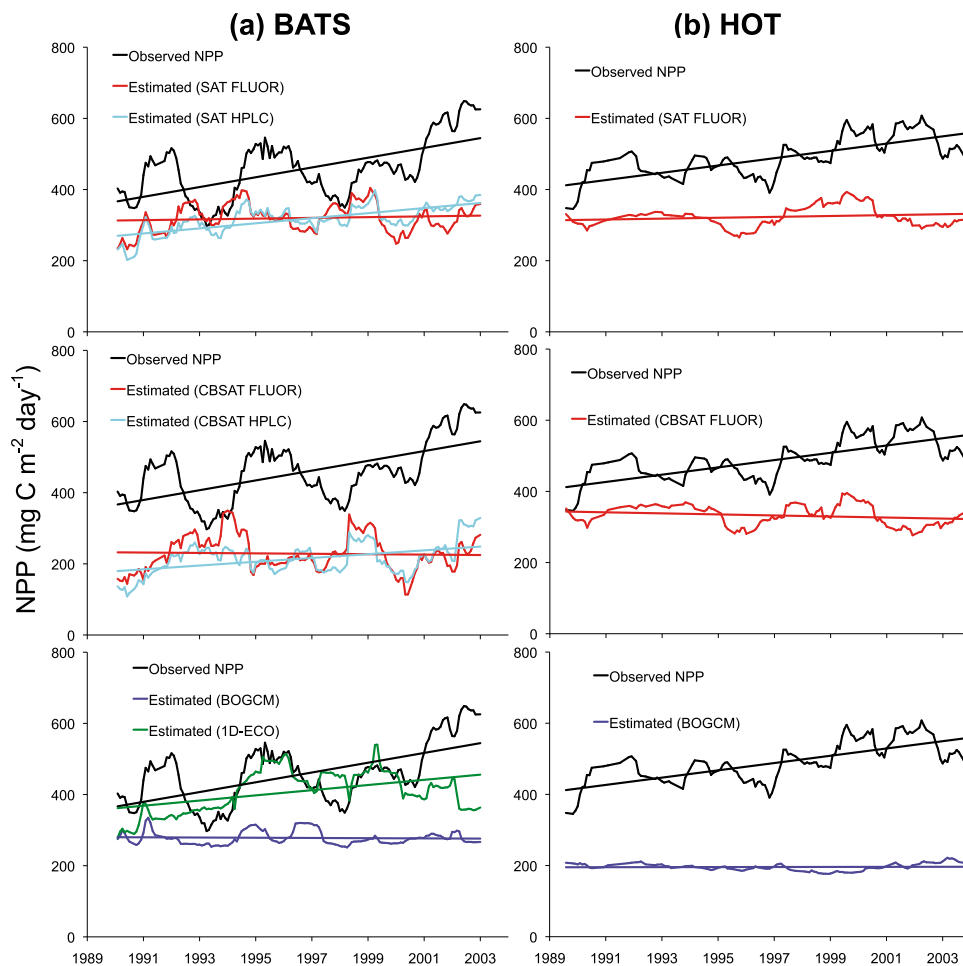 (a) BATS
(b) HOT
NPP (mg C m-2 day-1)
800
600
400
200
0
Observed NPP
Estimated (SAT FLUOR)
Estimated (SAT HPLC)
800
600
400
200
0
Observed NPP
Estimated (SAT FLUOR)
800
600
400
200
0
Observed NPP
Estimated (CBSAT FLUOR)
Estimated (CBSAT HPLC)
800
600
400
200
0
Observed NPP
Estimated (CBSAT FLUOR)
800
600
400
200
0
Observed NPP
Estimated (BOGCM)
Estimated (1D-ECO)
1989 1991 1993 1995 1997 1999 2001 2003
800
600
400
200
0
Observed NPP
Estimated (BOGCM)
1989 1991 1993 1995 1997 1999 2001 2003